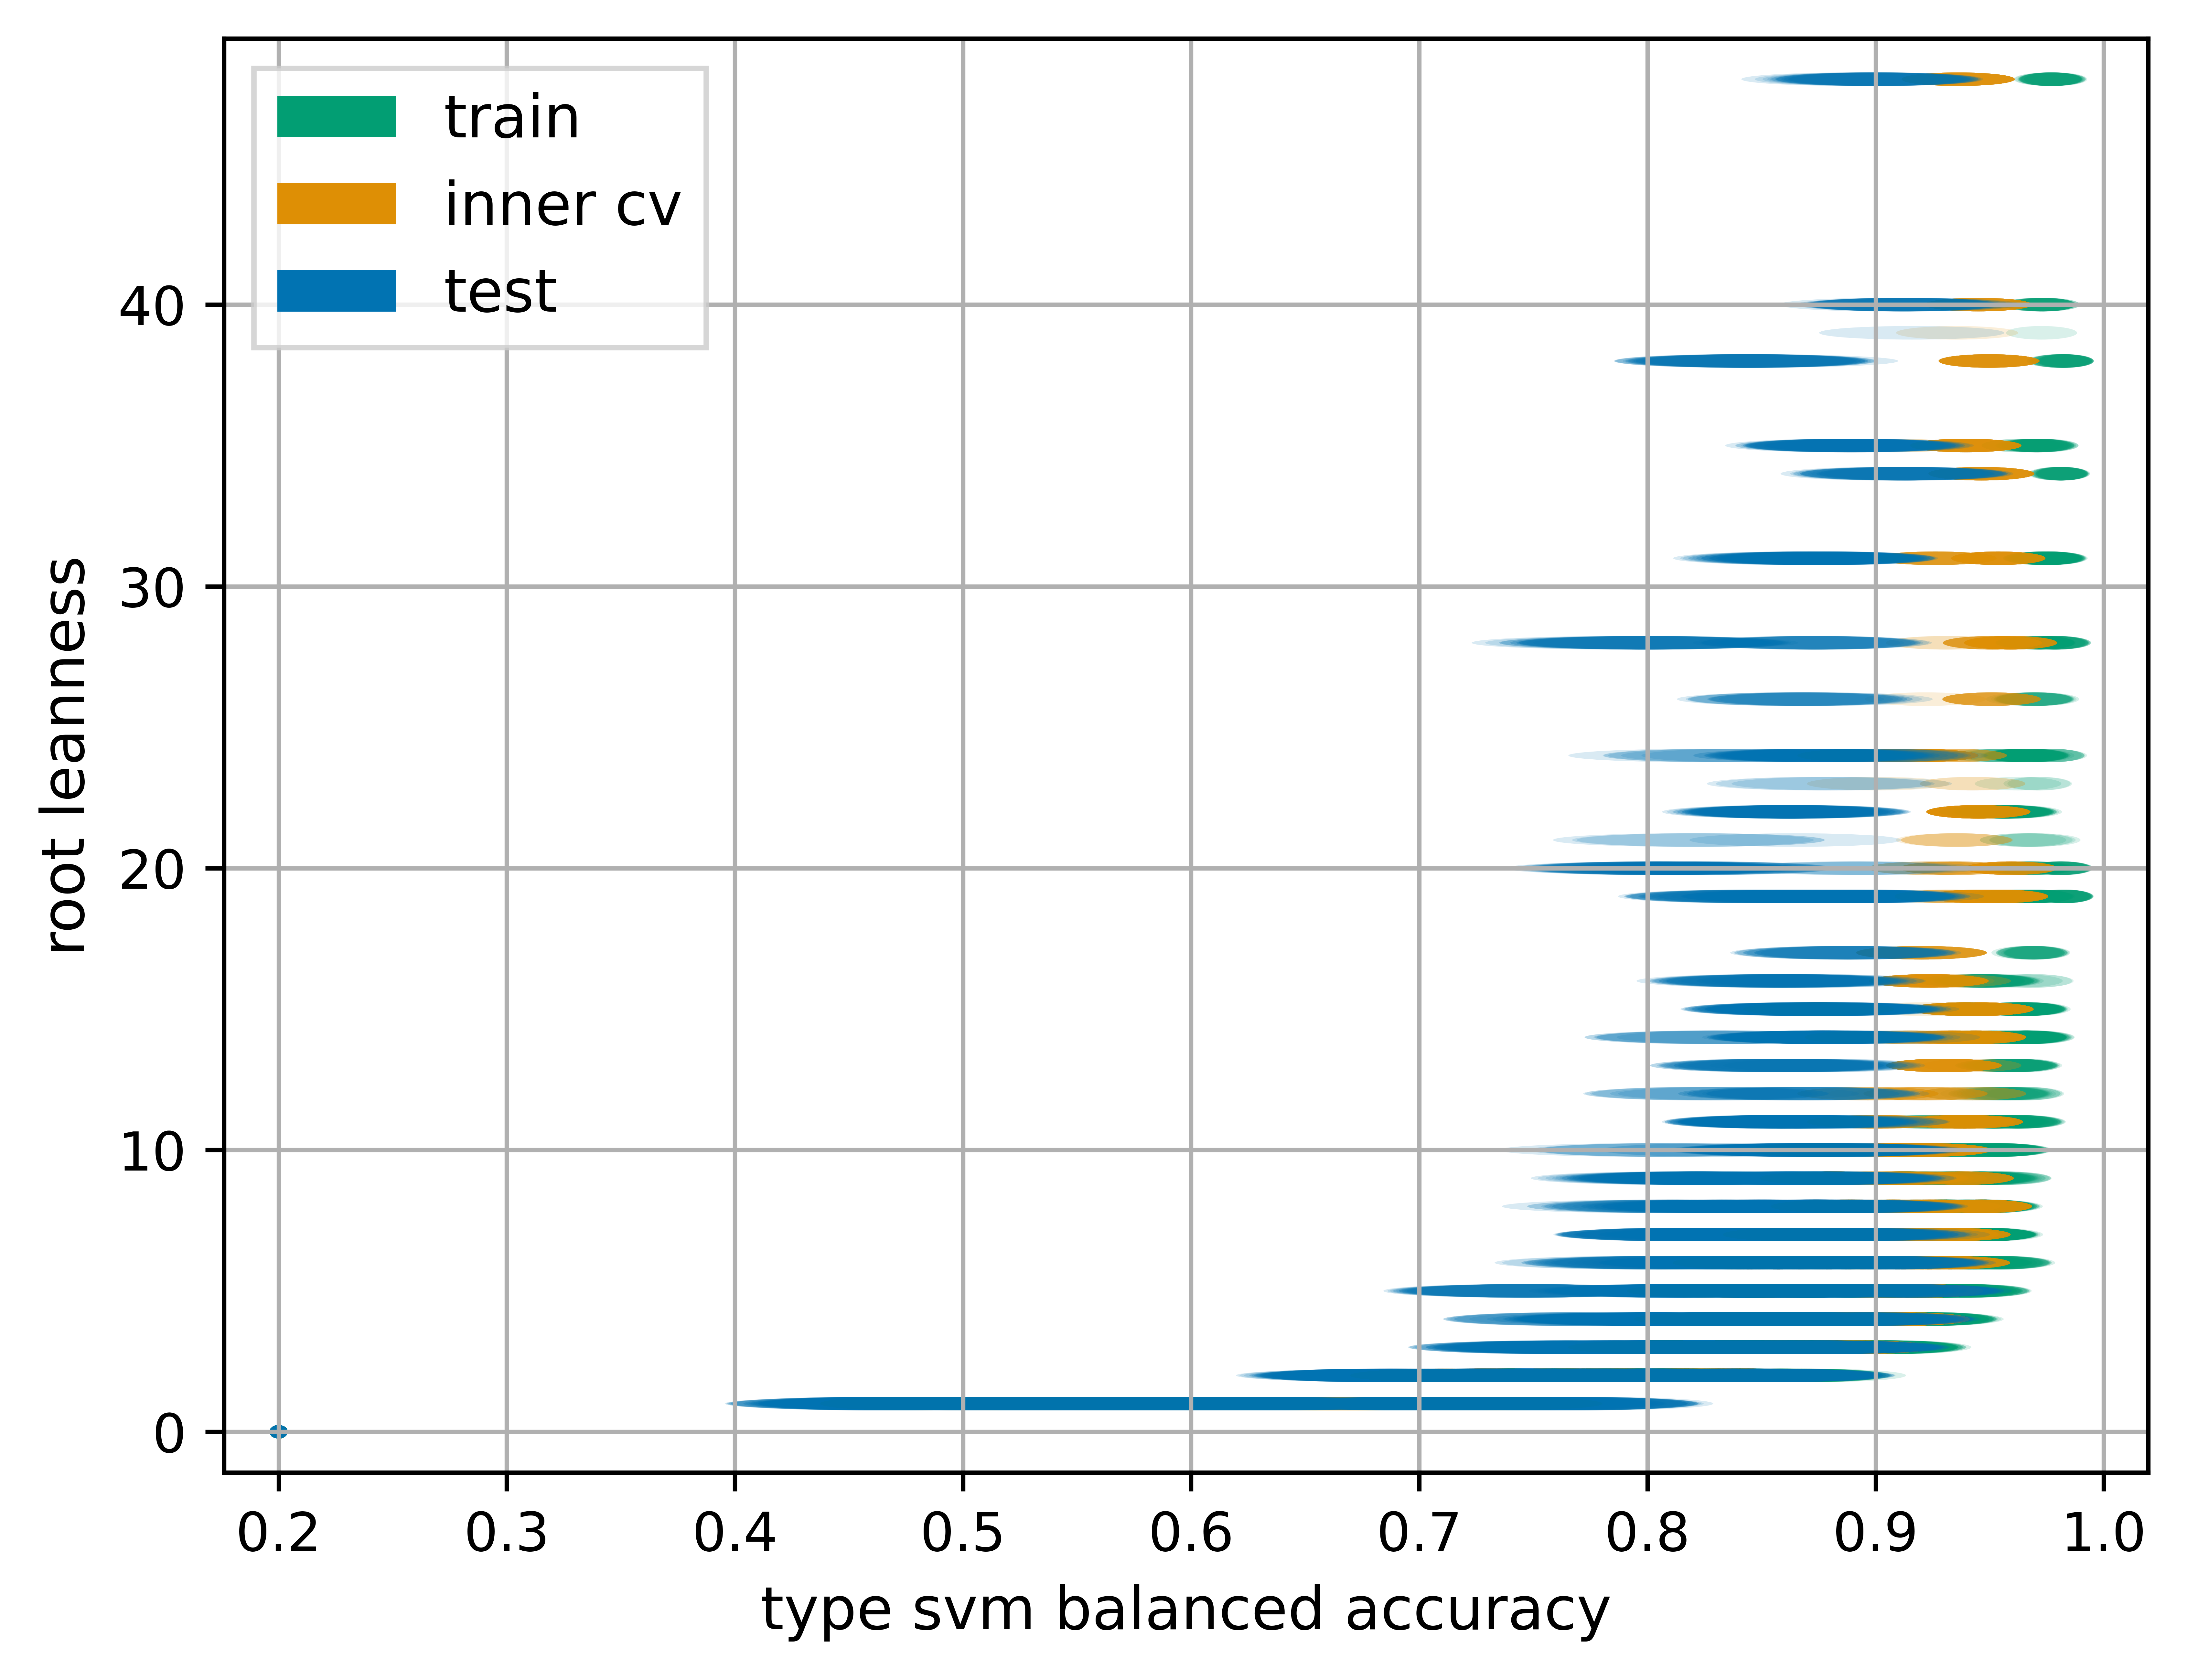 train
inner cv
test
40
30
20
10
0
root leanness
0.2 0.3 0.4 0.5 0.6 0.7 0.8 0.9 1.0
type svm balanced accuracy